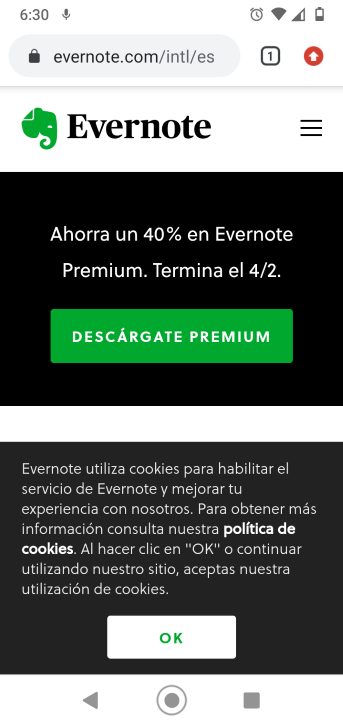 6:30
evernote.com/intl/es
1
Evernote
Ahorra un 40% en Evernote
Premium. Termina el 4/2.
DESCÁRGATE PREMIUM
Evernote utiliza cookies para habilitar el
servicio de Evernote y mejorar tu
experiencia con nosotros. Para obtener más
información consulta nuestra política de
cookies. Al hacer clic en "OK" o continuar
utilizando nuestro sitio, aceptas nuestra
utilización de cookies.
OK